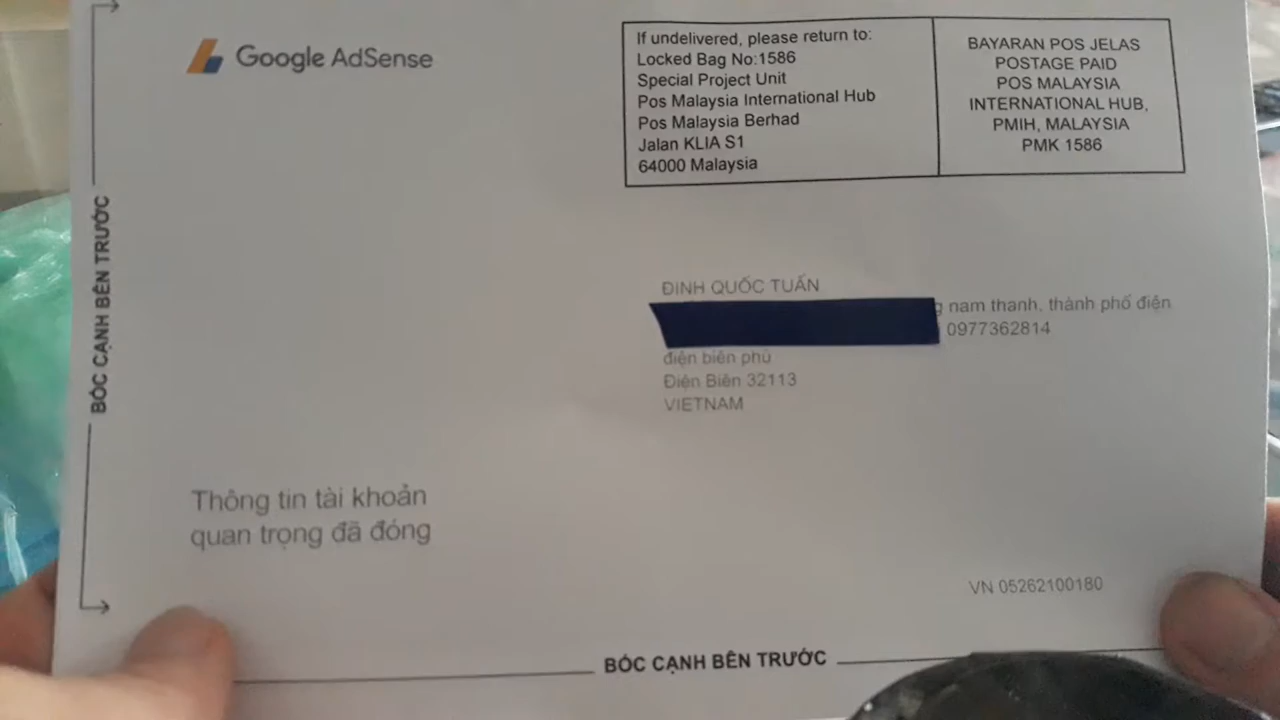 Google AdSense
If undelivered, please return to:
Locked Bag No:1586
Special Project Unit
Pos Malaysia International Hub
Pos Malaysia Berhad
Jalan KLIA S1
64000 Malaysia
BAYARAN POS JELAS
POSTAGE PAID
POS MALAYSIA
INTERNATIONAL HUB,
PMIH, MALAYSIA
PMK 1586
BÓC CẠNH BÊN TRƯỚC
ĐINH QUỐC TUẤN
g nam thanh, thành phố điện
0977362814
điện biên phủ
Điện Biên 32113
VIETNAM
Thông tin tài khoản
quan trọng đã đóng
VN 05262100180
BÓC CẠNH BÊN TRƯỚC